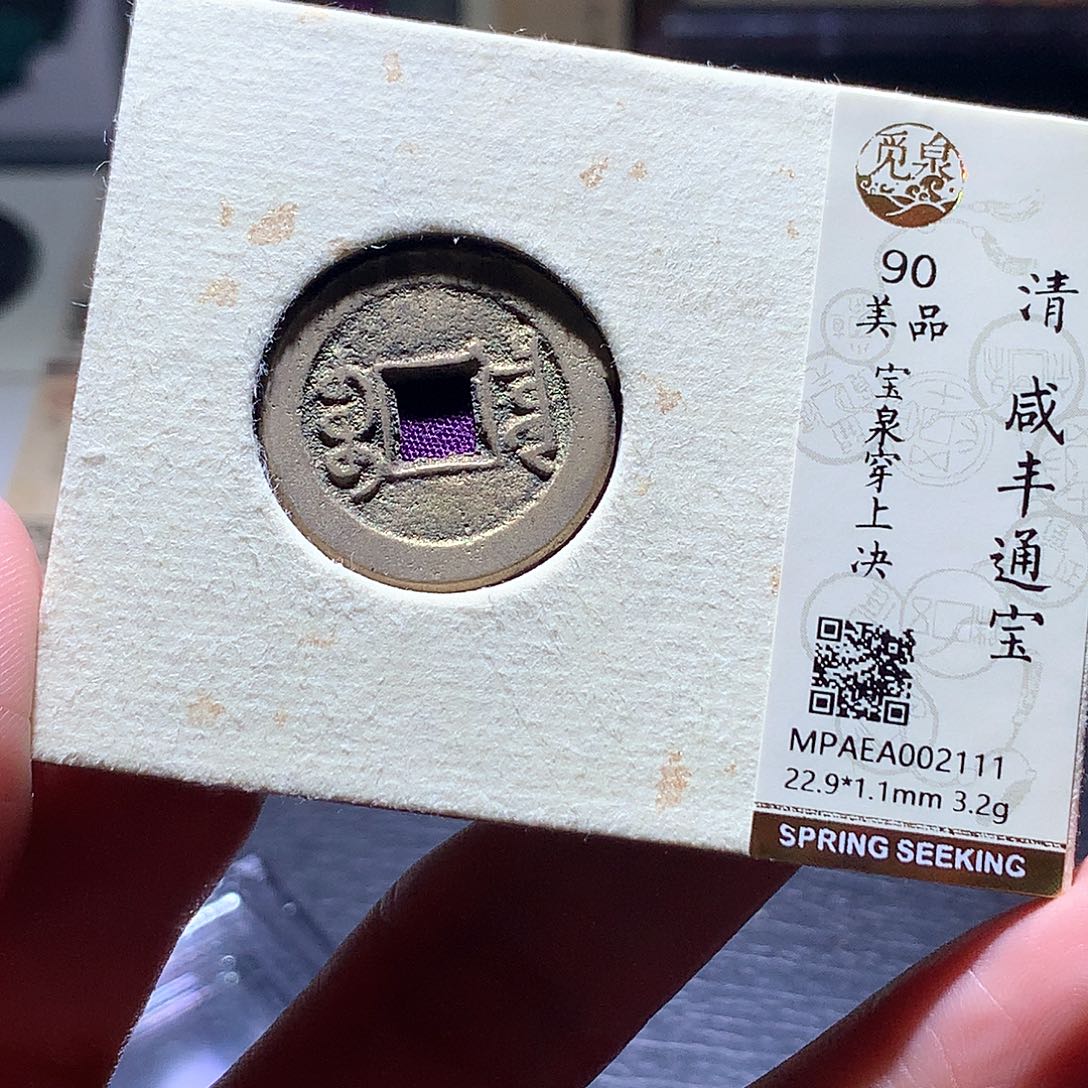 觅泉
90
美品
宝泉穿上决
清 咸丰通宝
MPAEA002111
22.9*1.1mm 3.2g
SPRING SEEKING